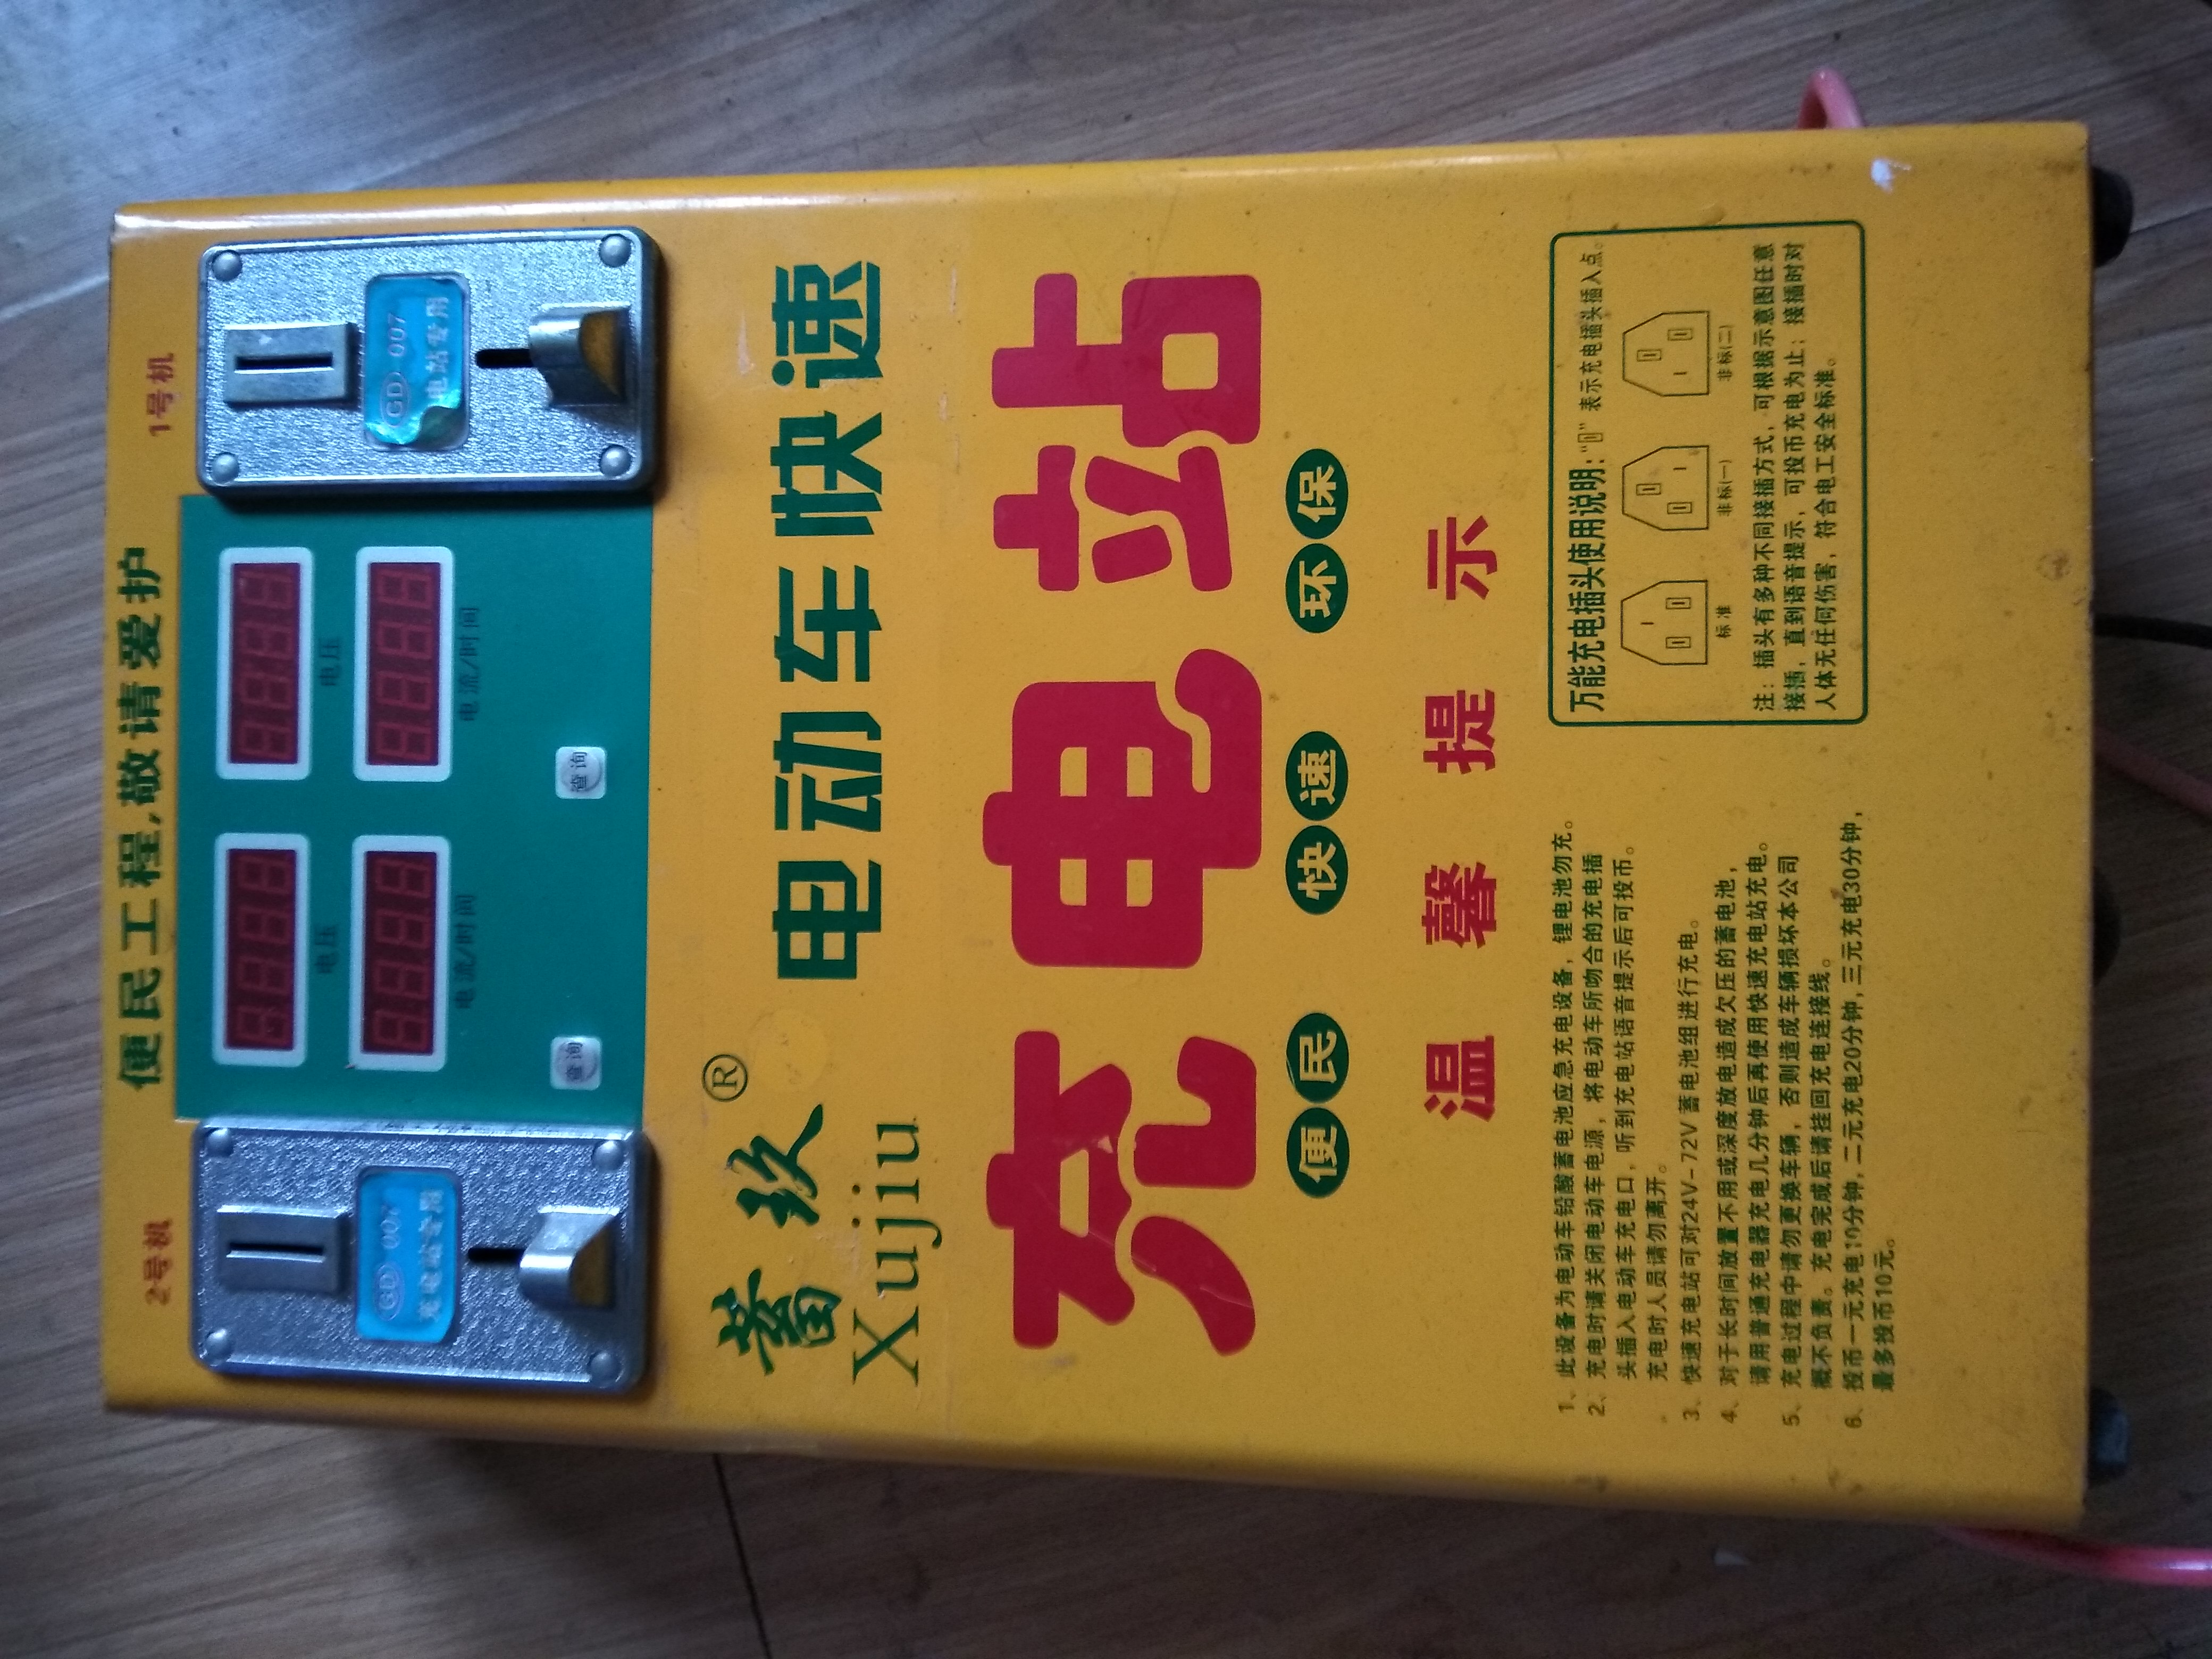 便民工程,敬请爱护
2号机
1号机
GD 007
充电站专用
GD 007
电站专用
电压
电压
电流/时间
电流/时间
查询
查询
蓄玖®
Xujiu
电动车快速
充电站
便民 快速 环保
温馨提示
1、此设备为电动车铅酸蓄电池应急充电设备，锂电池勿充。
2、充电时请关闭电动车电源，将电动车所吻合的充电插
头插入电动车充电口，听到充电站语音提示后可投币。
充电时人员请勿离开。
3、快速充电站可对24V-72V蓄电池组进行充电。
4、对于长时间放置不用或深度放电造成欠压的蓄电池，
请用普通充电器充电几分钟后再使用快速充电站充电。
5、充电过程中请勿更换车辆，否则造成车辆损坏本公司
概不负责。充电完成后请挂回充电连接线。
6、投币一元充电10分钟，二元充电20分钟，三元充电30分钟，
最多投币10元。
万能充电插头使用说明：“▯”表示充电插头插入点。
标准
非标(一)
非标(二)
注：插头有多种不同接插方式，可根据示意图任意
接插，直到语音提示，可投币充电为止；接插时对
人体无任何伤害，符合电工安全标准。